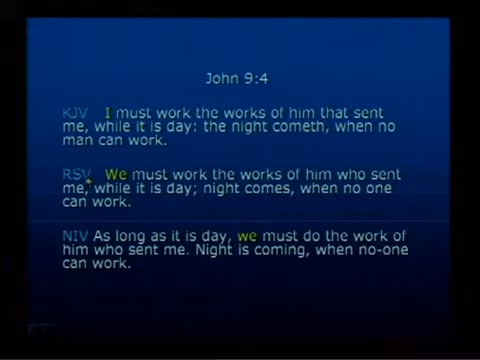 John 9:4
KJV I must work the works of him that sent
me, while it is day: the night cometh, when no
man can work.
RSV We must work the works of him who sent
me, while it is day; night comes, when no one
can work.
NIV As long as it is day, we must do the work of
him who sent me. Night is coming, when no-one
can work.